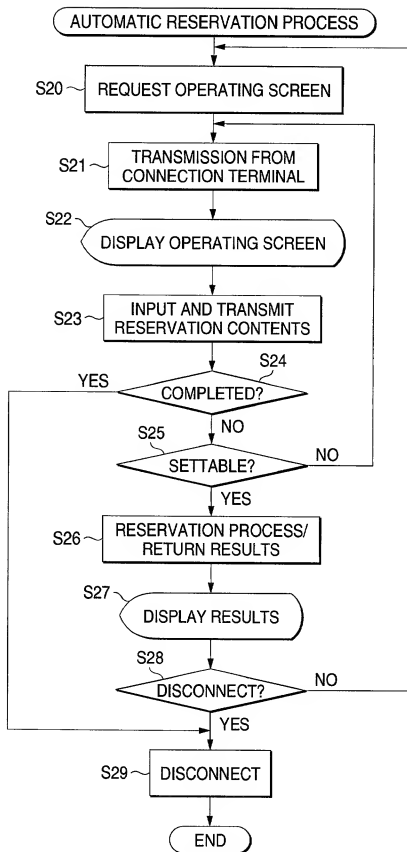 AUTOMATIC RESERVATION PROCESS
S20
REQUEST OPERATING SCREEN
S21
TRANSMISSION FROM
CONNECTION TERMINAL
S22
DISPLAY OPERATING SCREEN
S23
INPUT AND TRANSMIT
RESERVATION CONTENTS
S24
YES
COMPLETED?
NO
S25
SETTABLE?
NO
YES
S26
RESERVATION PROCESS/
RETURN RESULTS
S27
DISPLAY RESULTS
S28
DISCONNECT?
NO
YES
S29
DISCONNECT
END